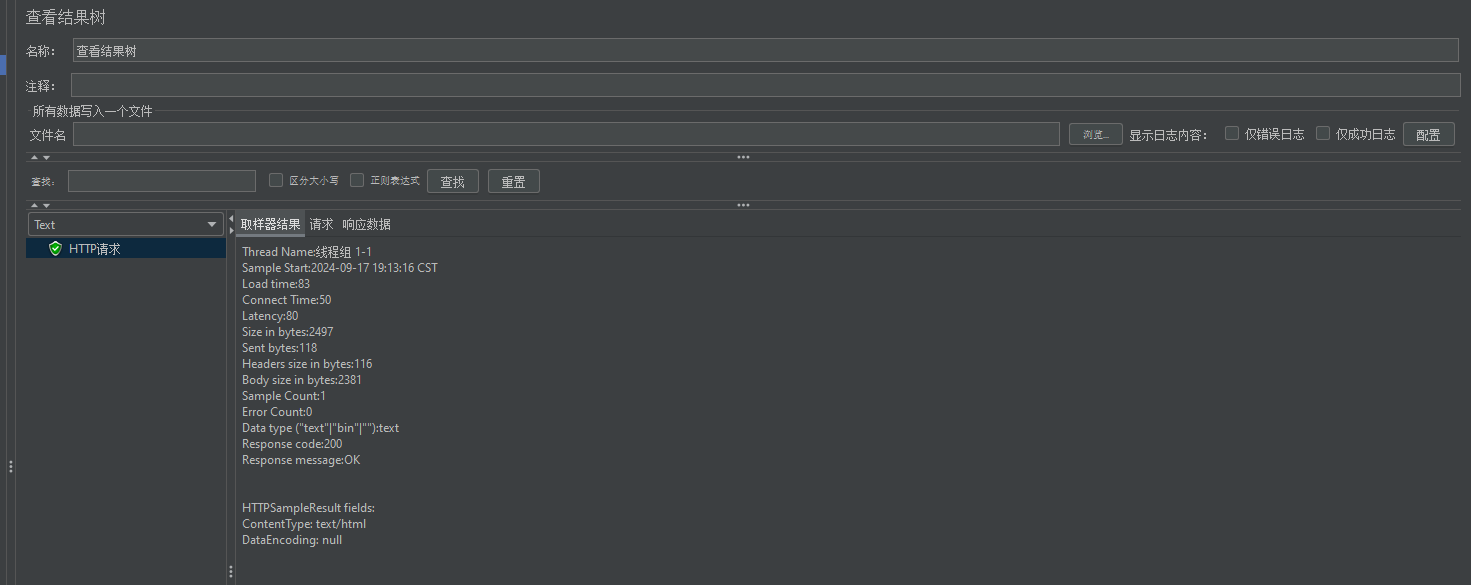 查看结果树
名称： 查看结果树
注释：
所有数据写入一个文件
文件名 浏览... 显示日志内容： 仅错误日志 仅成功日志 配置
查找： 区分大小写 正则表达式 查找 重置
Text 取样器结果 请求 响应数据
HTTP请求
Thread Name:线程组 1-1
Sample Start:2024-09-17 19:13:16 CST
Load time:83
Connect Time:50
Latency:80
Size in bytes:2497
Sent bytes:118
Headers size in bytes:116
Body size in bytes:2381
Sample Count:1
Error Count:0
Data type ("text"|"bin"|""):text
Response code:200
Response message:OK
HTTPSampleResult fields:
ContentType: text/html
DataEncoding: null